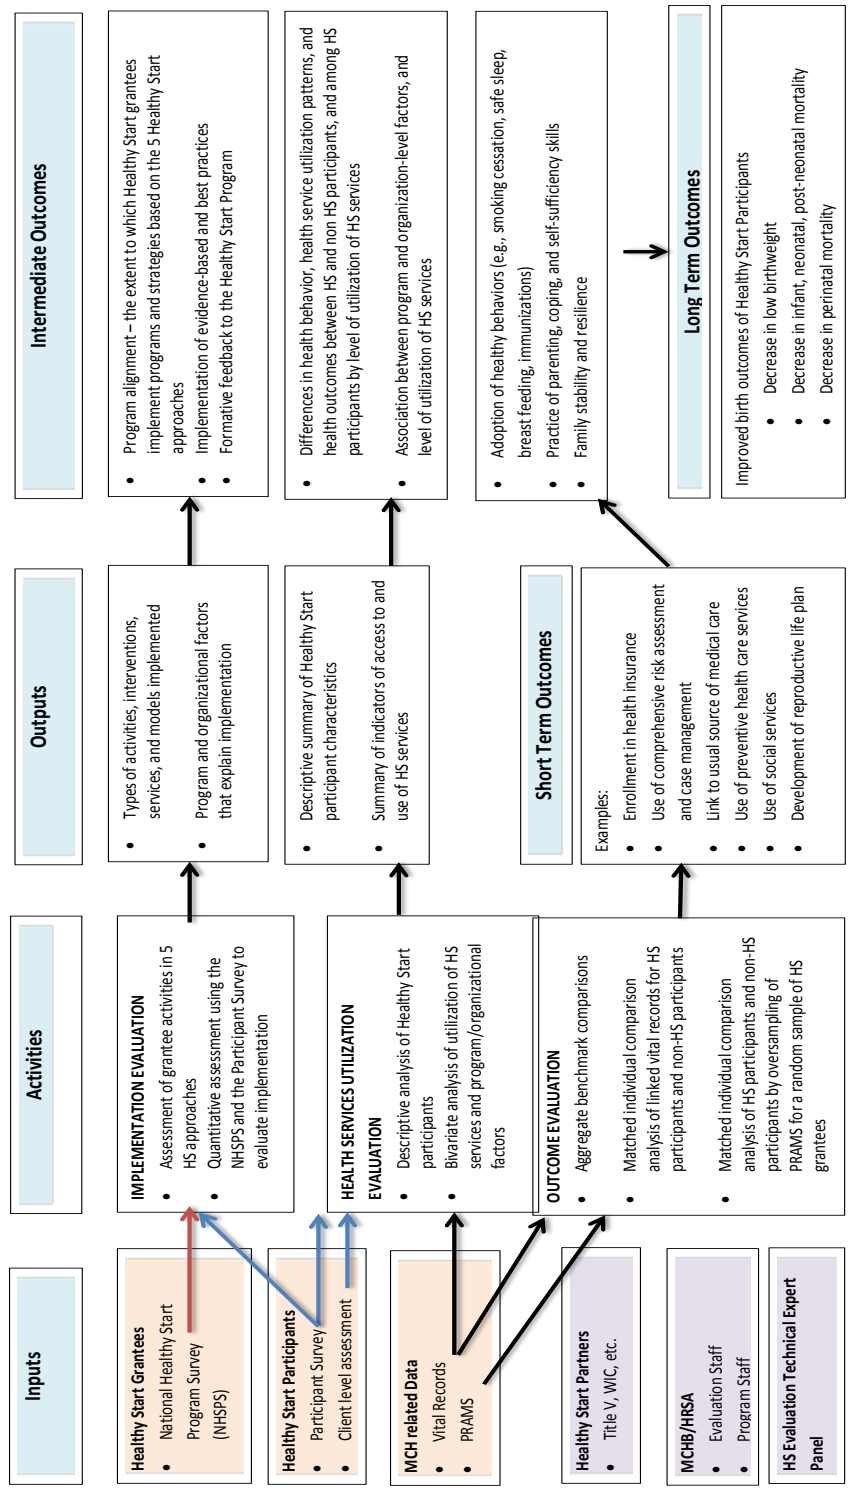 Inputs
Healthy Start Grantees
• National Healthy Start
Program Survey
(NHSPS)
Healthy Start Participants
• Participant Survey
• Client level assessment
MCH related Data
• Vital Records
• PRAMS
Healthy Start Partners
• Title V, WIC, etc.
MCHB/HRSA
• Evaluation Staff
• Program Staff
HS Evaluation Technical Expert
Panel
Activities
IMPLEMENTATION EVALUATION
• Assessment of grantee activities in 5
HS approaches
• Quantitative assessment using the
NHSPS and the Participant Survey to
evaluate implementation
HEALTH SERVICES UTILIZATION
EVALUATION
• Descriptive analysis of Healthy Start
participants
• Bivariate analysis of utilization of HS
services and program/organizational
factors
OUTCOME EVALUATION
• Aggregate benchmark comparisons
• Matched individual comparison
analysis of linked vital records for HS
participants and non-HS participants
• Matched individual comparison
analysis of HS participants and non-HS
participants by oversampling of
PRAMS for a random sample of HS
grantees
Outputs
• Types of activities, interventions,
services, and models implemented
• Program and organizational factors
that explain implementation
• Descriptive summary of Healthy Start
participant characteristics
• Summary of indicators of access to and
use of HS services
Short Term Outcomes
Examples:
• Enrollment in health insurance
• Use of comprehensive risk assessment
and case management
• Link to usual source of medical care
• Use of preventive health care services
• Use of social services
• Development of reproductive life plan
Intermediate Outcomes
• Program alignment – the extent to which Healthy Start grantees
implement programs and strategies based on the 5 Healthy Start
approaches
• Implementation of evidence-based and best practices
• Formative feedback to the Healthy Start Program
• Differences in health behavior, health service utilization patterns, and
health outcomes between HS and non HS participants, and among HS
participants by level of utilization of HS services
• Association between program and organization-level factors, and
level of utilization of HS services
• Adoption of healthy behaviors (e.g., smoking cessation, safe sleep,
breast feeding, immunizations)
• Practice of parenting, coping, and self-sufficiency skills
• Family stability and resilience
Long Term Outcomes
Improved birth outcomes of Healthy Start Participants
• Decrease in low birthweight
• Decrease in infant, neonatal, post-neonatal mortality
• Decrease in perinatal mortality